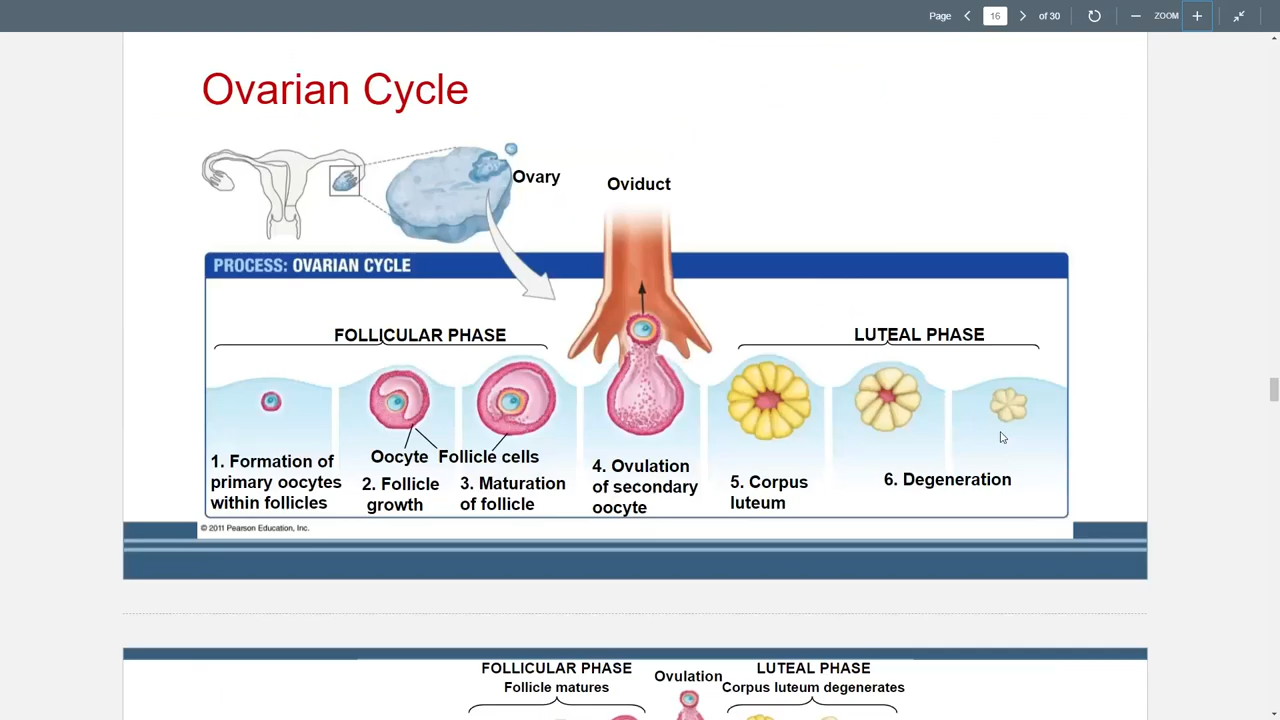 Page 16 of 30 ZOOM
Ovarian Cycle
Ovary
Oviduct
PROCESS: OVARIAN CYCLE
FOLLICULAR PHASE
LUTEAL PHASE
Oocyte
Follicle cells
1. Formation of
primary oocytes
within follicles
2. Follicle
growth
3. Maturation
of follicle
4. Ovulation
of secondary
oocyte
5. Corpus
luteum
6. Degeneration
© 2011 Pearson Education, Inc.
FOLLICULAR PHASE
Follicle matures
Ovulation
LUTEAL PHASE
Corpus luteum degenerates